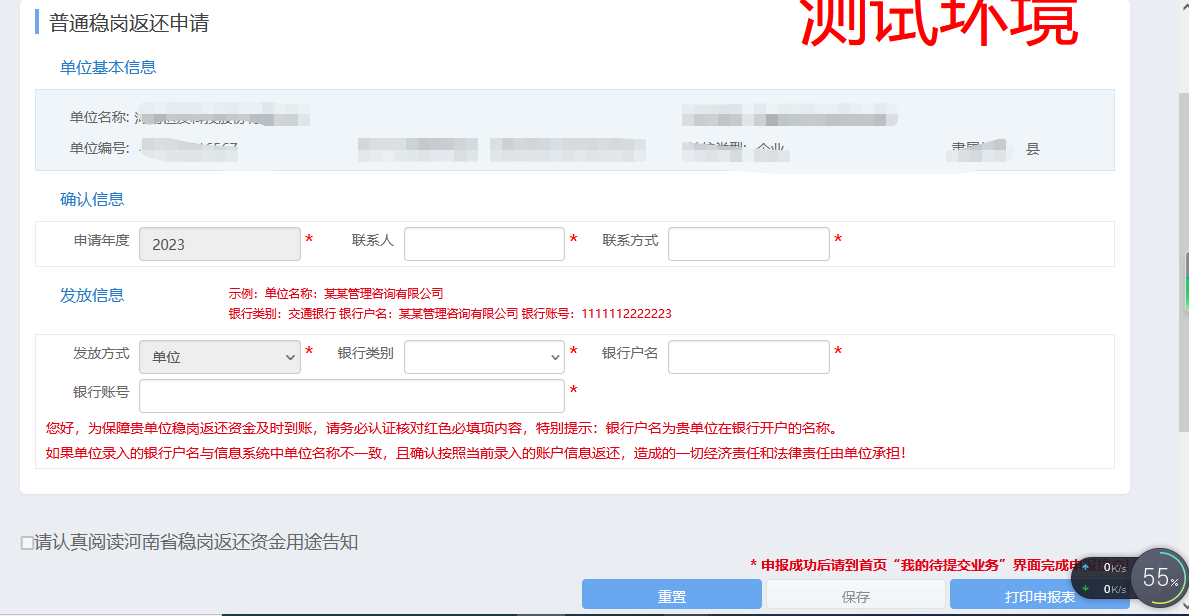 测试环境
普通稳岗返还申请
单位基本信息
单位名称:
单位编号:
单位类型: 企业
县
确认信息
申请年度 2023 * 联系人 * 联系方式 *
发放信息
示例：单位名称：某某管理咨询有限公司
银行类别：交通银行 银行户名：某某管理咨询有限公司 银行账号：1111112222223
发放方式 单位 * 银行类别 * 银行户名 *
银行账号 *
您好，为保障贵单位稳岗返还资金及时到账，请务必认证核对红色必填项内容，特别提示：银行户名为贵单位在银行开户的名称。
如果单位录入的银行户名与信息系统中单位名称不一致，且确认按照当前录入的账户信息返还，造成的一切经济责任和法律责任由单位承担！
请认真阅读河南省稳岗返还资金用途告知
* 申报成功后请到首页“我的待提交业务”界面完成申
重置 保存 打印申报表
0K/s
0K/s
55%